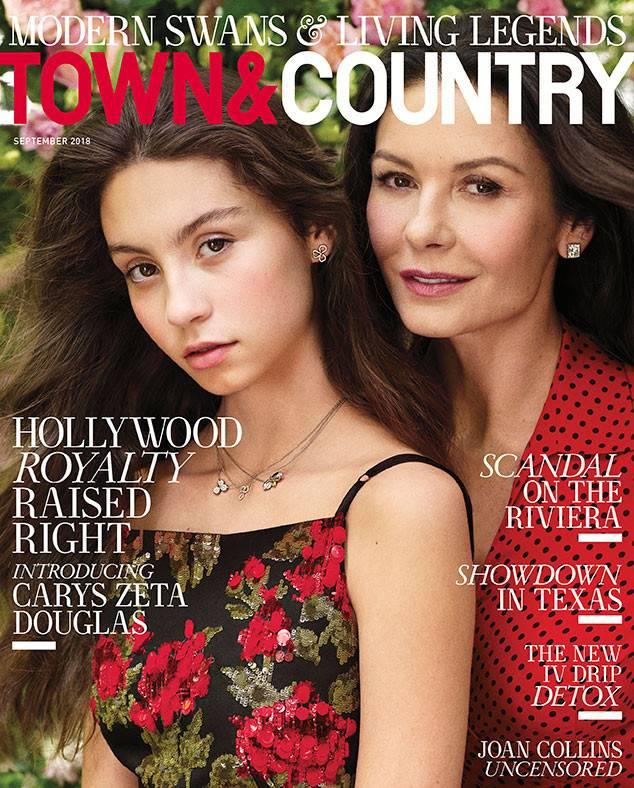 MODERN SWANS & LIVING LEGENDS
TOWN&COUNTRY
SEPTEMBER 2018
HOLLYWOOD
ROYALTY
RAISED
RIGHT
INTRODUCING
CARYS ZETA
DOUGLAS
SCANDAL
ON THE
RIVIERA
SHOWDOWN
IN TEXAS
THE NEW
IV DRIP
DETOX
JOAN COLLINS
UNCENSORED